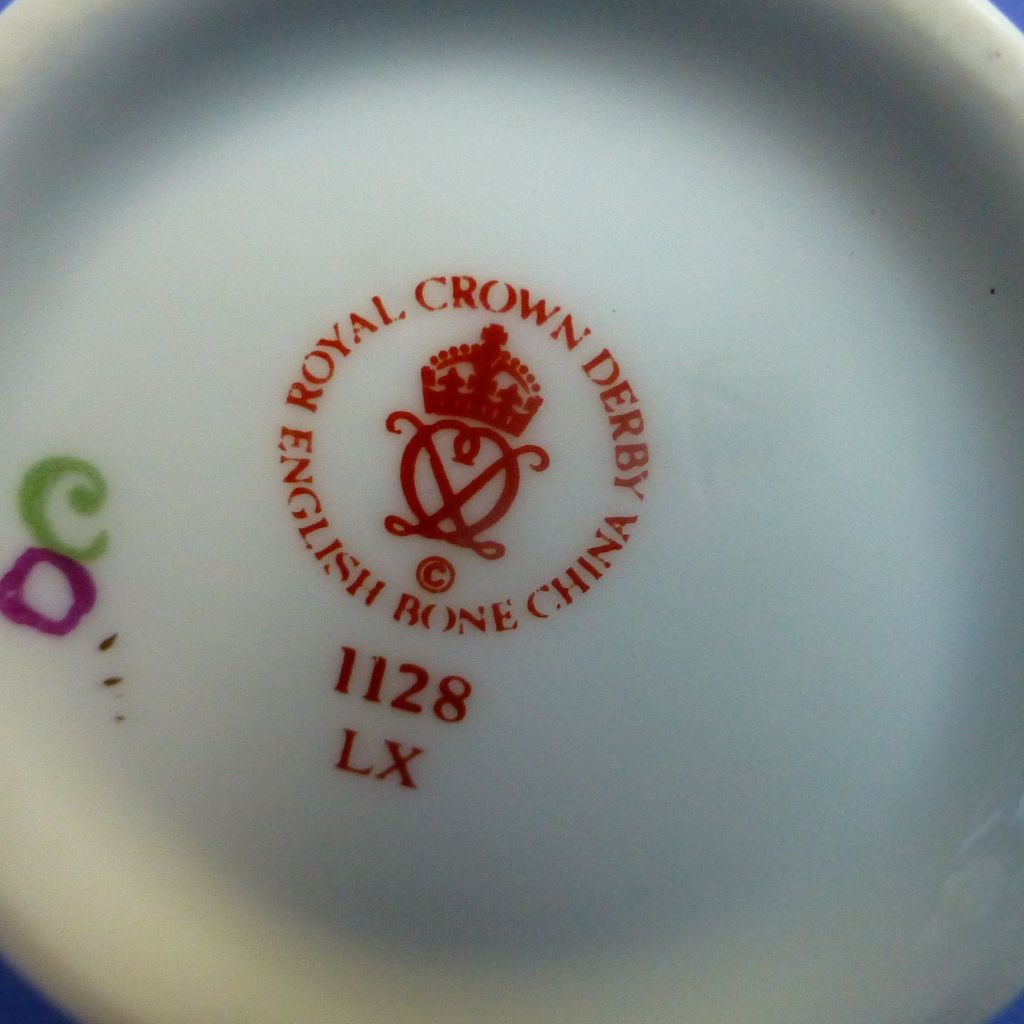 ROYAL CROWN DERBY
ENGLISH BONE CHINA
©
1128
LX
C